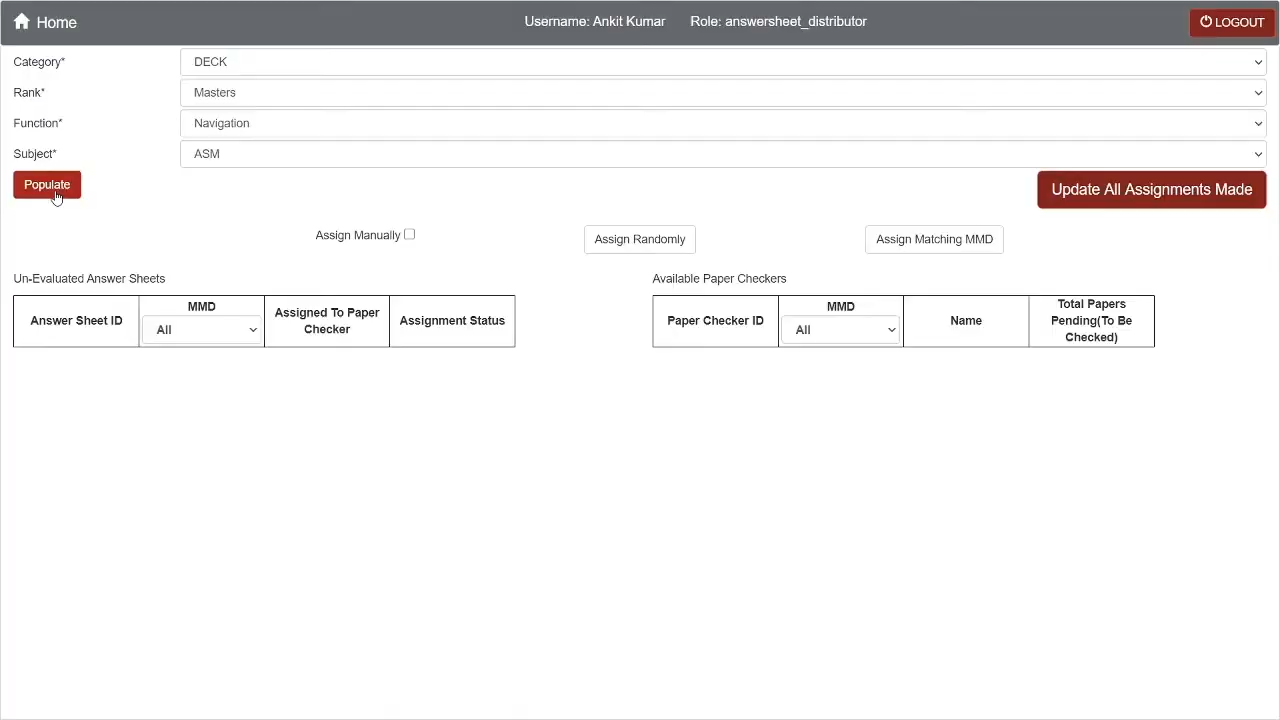 Home
Username: Ankit Kumar
Role: answersheet_distributor
LOGOUT
Category*
DECK
Rank*
Masters
Function*
Navigation
Subject*
ASM
Populate
Update All Assignments Made
Assign Manually
Assign Randomly
Assign Matching MMD
Un-Evaluated Answer Sheets
Answer Sheet ID
MMD
All
Assigned To Paper
Checker
Assignment Status
Available Paper Checkers
Paper Checker ID
MMD
All
Name
Total Papers
Pending(To Be
Checked)